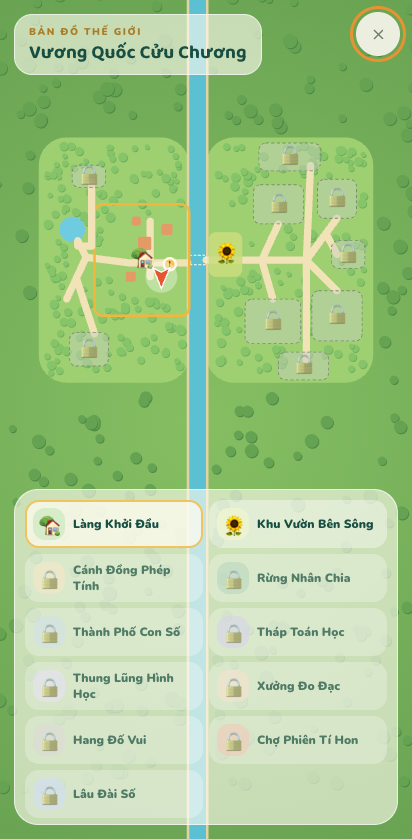 BẢN ĐỒ THẾ GIỚI
Vương Quốc Cửu Chương
Làng Khởi Đầu
Khu Vườn Bên Sông
Cánh Đồng Phép
Tính
Rừng Nhân Chia
Thành Phố Con Số
Tháp Toán Học
Thung Lũng Hình
Học
Xưởng Đo Đạc
Hang Đố Vui
Chợ Phiên Tí Hon
Lâu Đài Số